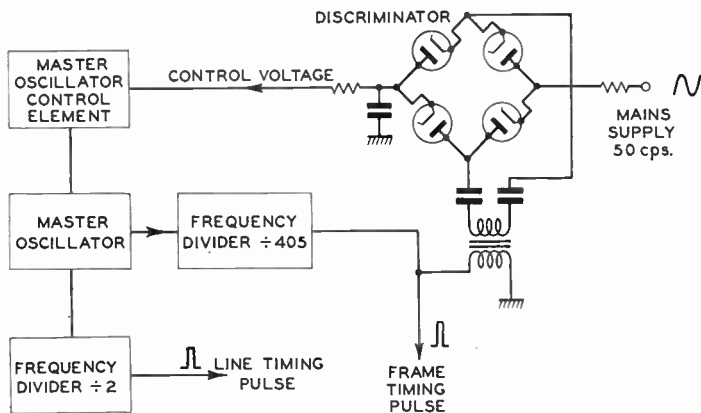 DISCRIMINATOR
MASTER
OSCILLATOR
CONTROL
ELEMENT
CONTROL VOLTAGE
MAINS
SUPPLY
50 cps.
MASTER
OSCILLATOR
FREQUENCY
DIVIDER ÷405
FREQUENCY
DIVIDER ÷2
LINE TIMING
PULSE
FRAME
TIMING
PULSE